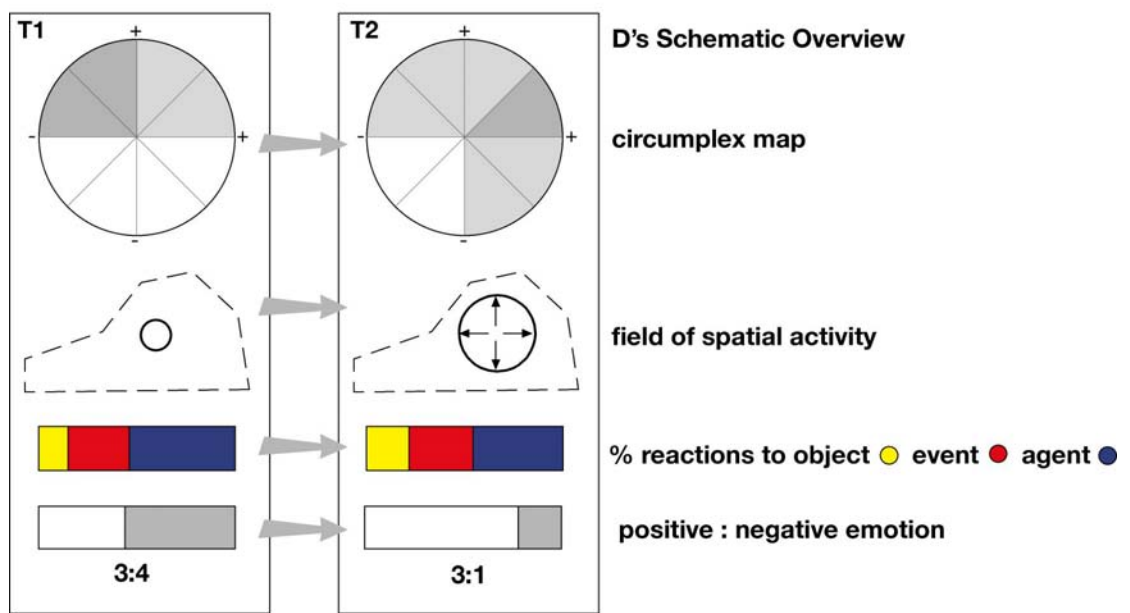 T1
+
-
+
-
3:4
T2
+
-
+
-
3:1
D’s Schematic Overview
circumplex map
field of spatial activity
% reactions to object event agent
positive : negative emotion